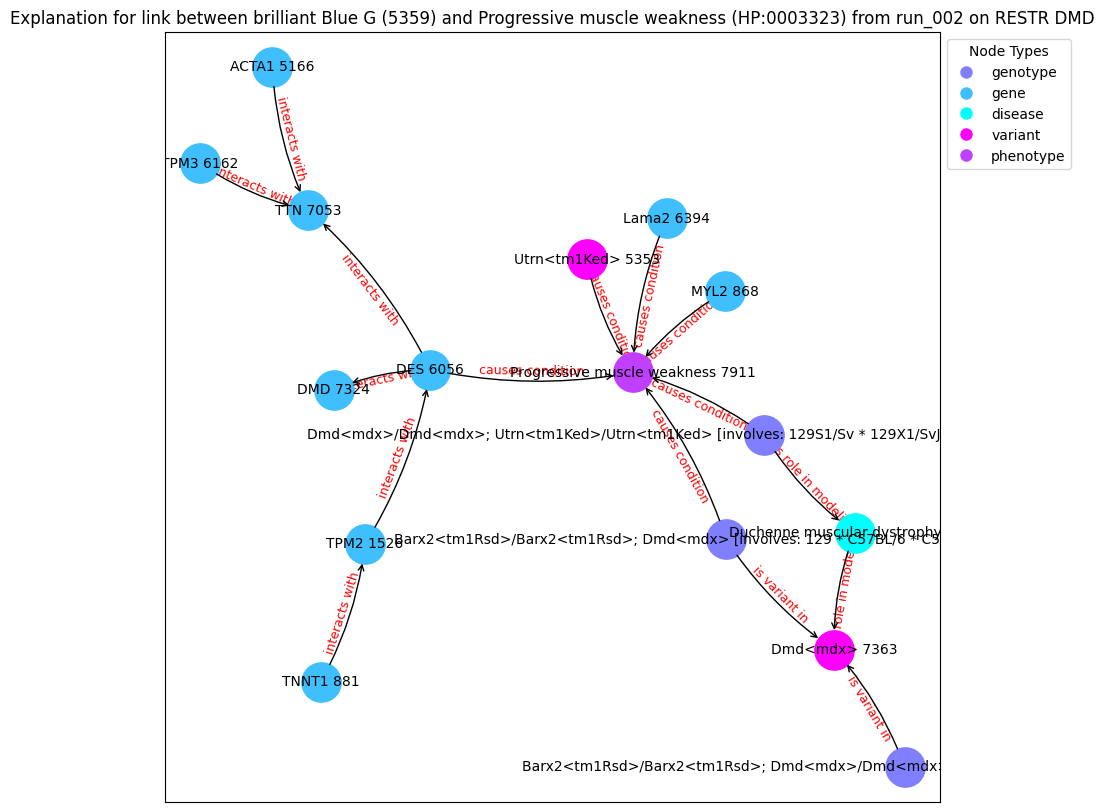 Explanation for link between brilliant Blue G (5359) and Progressive muscle weakness (HP:0003323) from run_002 on RESTR DMD
Node Types
genotype
gene
disease
variant
phenotype
ACTA1 5166
interacts with
TPM3 6162
interacts with
TTN 7053
Lama2 6394
Utrn<tm1Ked> 5353
causes condition
causes condition
MYL2 868
causes condition
interacts with
DES 6056
causes condition
Progressive muscle weakness 7911
interacts with
DMD 7324
causes condition
Dmd<mdx>/Dmd<mdx>; Utrn<tm1Ked>/Utrn<tm1Ked> [involves: 129S1/Sv * 129X1/SvJ
causes condition
interacts with
is role in modeli
Duchenne muscular dystrophy
TPM2 1526
Barx2<tm1Rsd>/Barx2<tm1Rsd>; Dmd<mdx> [involves: 129 * C57BL/6 * C5
is variant in
role in model
interacts with
Dmd<mdx> 7363
TNNT1 881
is variant in
Barx2<tm1Rsd>/Barx2<tm1Rsd>; Dmd<mdx>/Dmd<mdx>